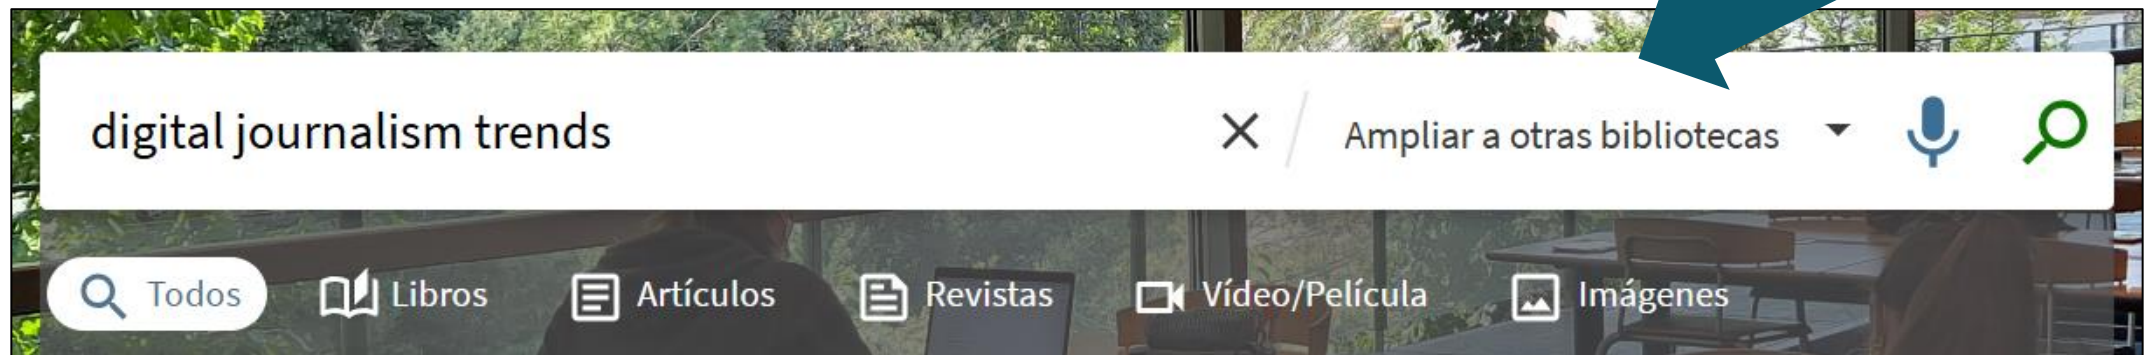 digital journalism trends
Ampliar a otras bibliotecas
Todos
Libros
Artículos
Revistas
Vídeo/Película
Imágenes